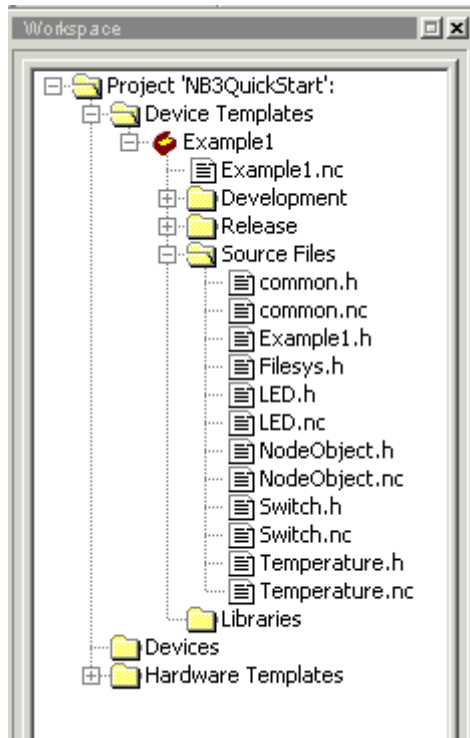 Workspace
Project 'NB3QuickStart':
Device Templates
Example1
Example1.nc
Development
Release
Source Files
common.h
common.nc
Example1.h
Filesys.h
LED.h
LED.nc
NodeObject.h
NodeObject.nc
Switch.h
Switch.nc
Temperature.h
Temperature.nc
Libraries
Devices
Hardware Templates